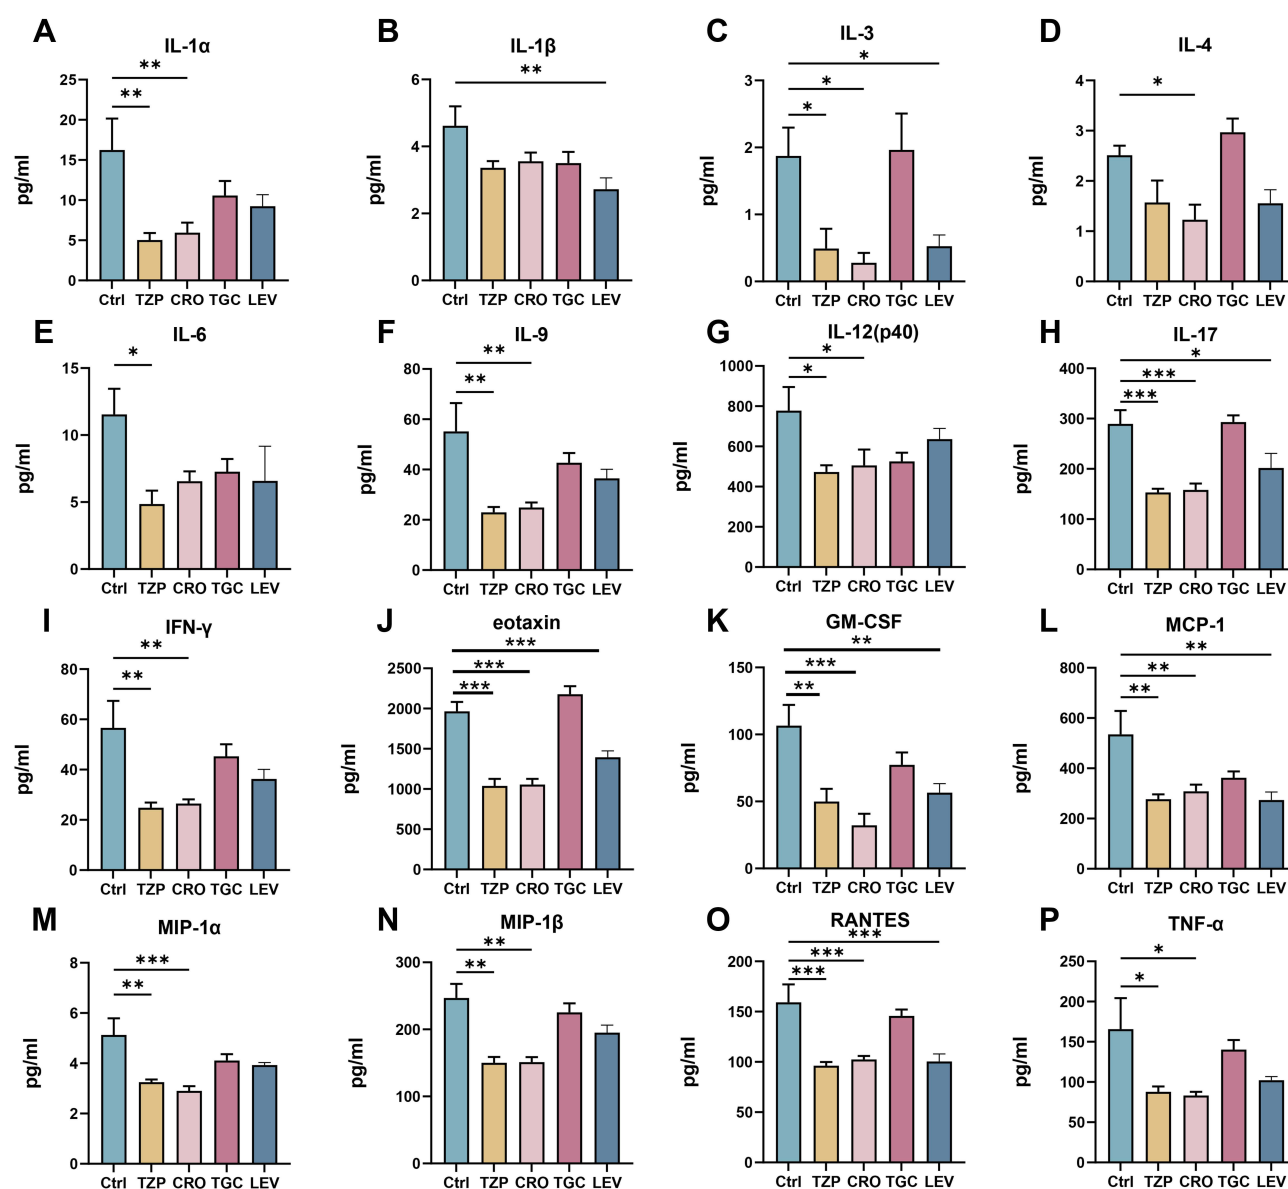 A
IL-1α
**
**
25
20
15
10
5
0
pg/ml
Ctrl TZP CRO TGC LEV
B
IL-1β
**
6
4
2
0
pg/ml
Ctrl TZP CRO TGC LEV
C
IL-3
*
*
*
3
2
1
0
pg/ml
Ctrl TZP CRO TGC LEV
D
IL-4
*
4
3
2
1
0
pg/ml
Ctrl TZP CRO TGC LEV
E
IL-6
*
15
10
5
0
pg/ml
Ctrl TZP CRO TGC LEV
F
IL-9
**
**
80
60
40
20
0
pg/ml
Ctrl TZP CRO TGC LEV
G
IL-12(p40)
*
*
1000
800
600
400
200
0
pg/ml
Ctrl TZP CRO TGC LEV
H
IL-17
*
***
***
400
300
200
100
0
pg/ml
Ctrl TZP CRO TGC LEV
I
IFN-γ
**
**
80
60
40
20
0
pg/ml
Ctrl TZP CRO TGC LEV
J
eotaxin
***
***
***
2500
2000
1500
1000
500
0
pg/ml
Ctrl TZP CRO TGC LEV
K
GM-CSF
**
***
**
150
100
50
0
pg/ml
Ctrl TZP CRO TGC LEV
L
MCP-1
**
**
**
800
600
400
200
0
pg/ml
Ctrl TZP CRO TGC LEV
M
MIP-1α
***
**
8
6
4
2
0
pg/ml
Ctrl TZP CRO TGC LEV
N
MIP-1β
**
**
300
200
100
0
pg/ml
Ctrl TZP CRO TGC LEV
O
RANTES
***
***
***
200
150
100
50
0
pg/ml
Ctrl TZP CRO TGC LEV
P
TNF-α
*
*
250
200
150
100
50
0
pg/ml
Ctrl TZP CRO TGC LEV